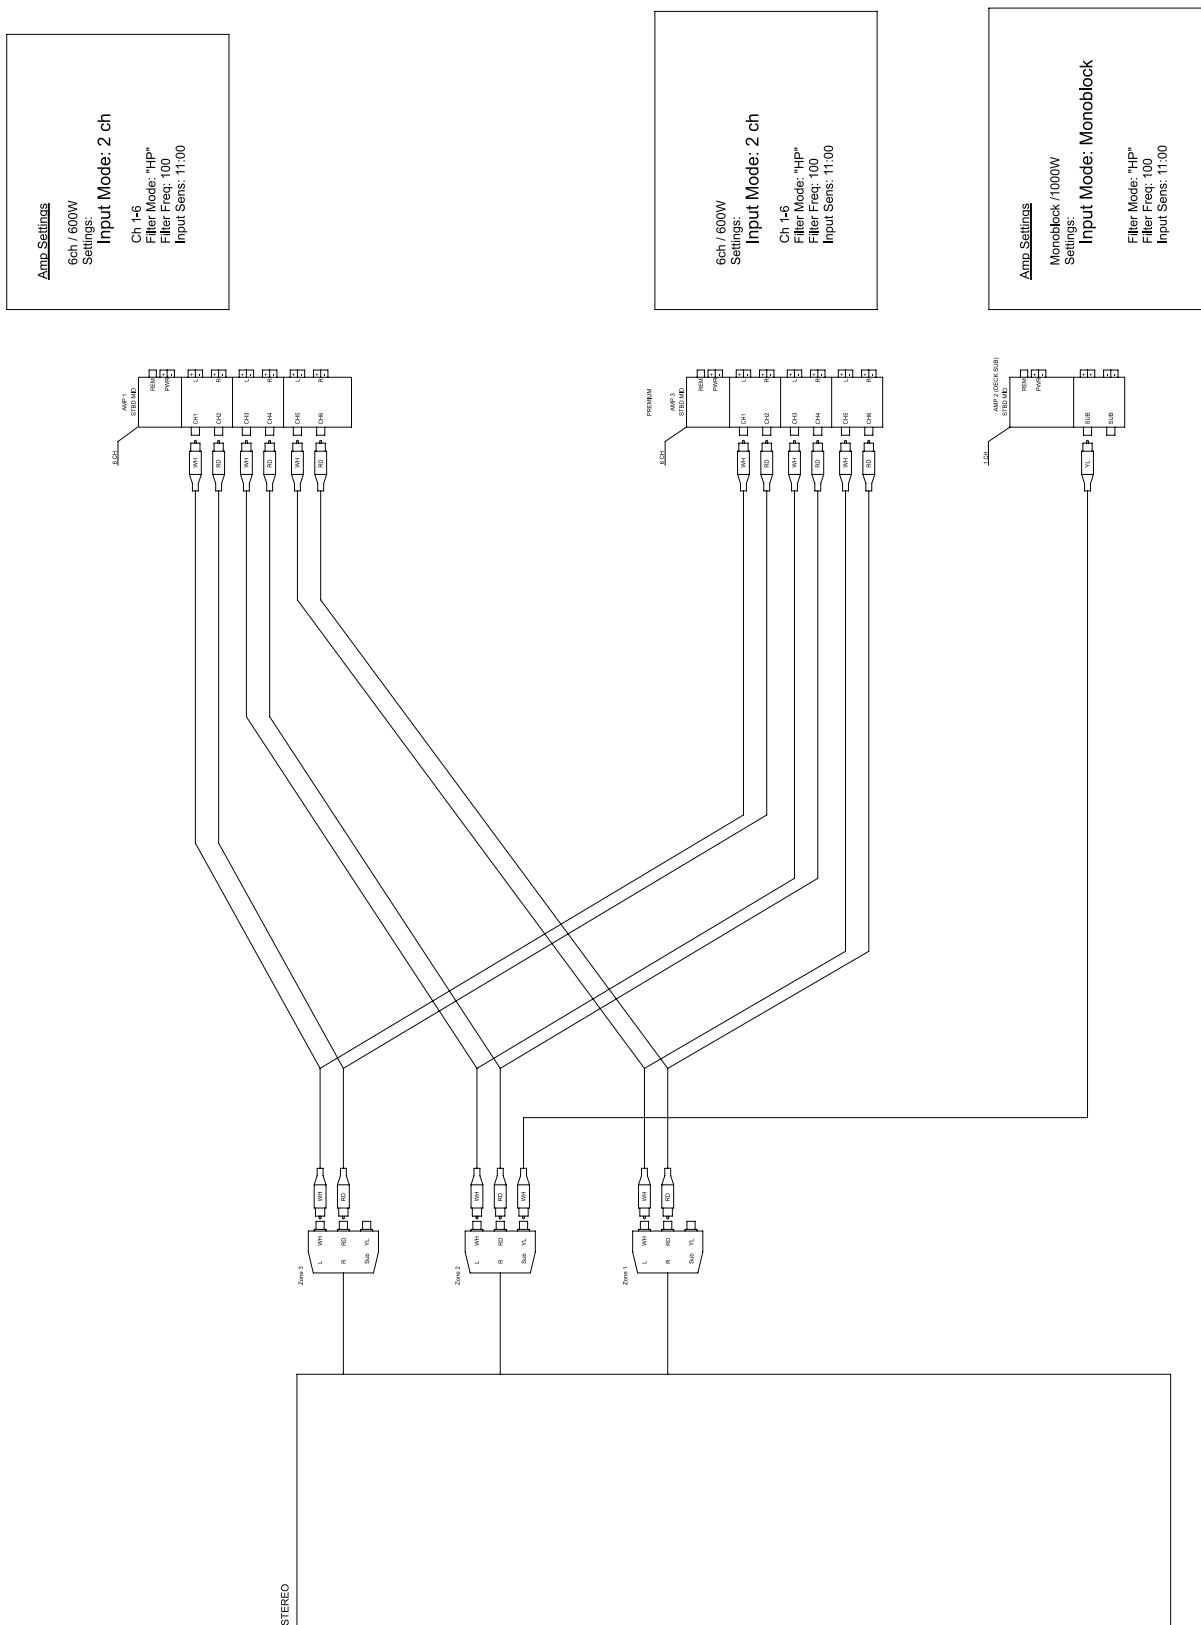 Amp Settings
6ch / 600W
Settings:
Input Mode: 2 ch
Ch 1-6
Filter Mode: "HP"
Filter Freq: 100
Input Sens: 11:00
6ch / 600W
Settings:
Input Mode: 2 ch
Ch 1-6
Filter Mode: "HP"
Filter Freq: 100
Input Sens: 11:00
Amp Settings
Monoblock /1000W
Settings:
Input Mode: Monoblock
Filter Mode: "HP"
Filter Freq: 100
Input Sens: 11:00
6 CH
AMP 1
STBD MID
REM
PWR
+ -
CH1
L
+ -
CH2
R
+ -
CH3
L
+ -
CH4
R
+ -
CH5
L
+ -
CH6
R
+ -
WH
RD
WH
RD
WH
RD
6 CH
PREMIUM
AMP 3
STBD MID
REM
PWR
+ -
CH1
L
+ -
CH2
R
+ -
CH3
L
+ -
CH4
R
+ -
CH5
L
+ -
CH6
R
+ -
WH
RD
WH
RD
WH
RD
1 CH
AMP 2 (DECK SUB)
STBD MID
REM
PWR
+ -
SUB
+ -
SUB
+ -
YL
WH
RD
Zone 3
L WH
R RD
Sub YL
WH
RD
WH
Zone 2
L WH
R RD
Sub YL
WH
RD
Zone 1
L WH
R RD
Sub YL
STEREO